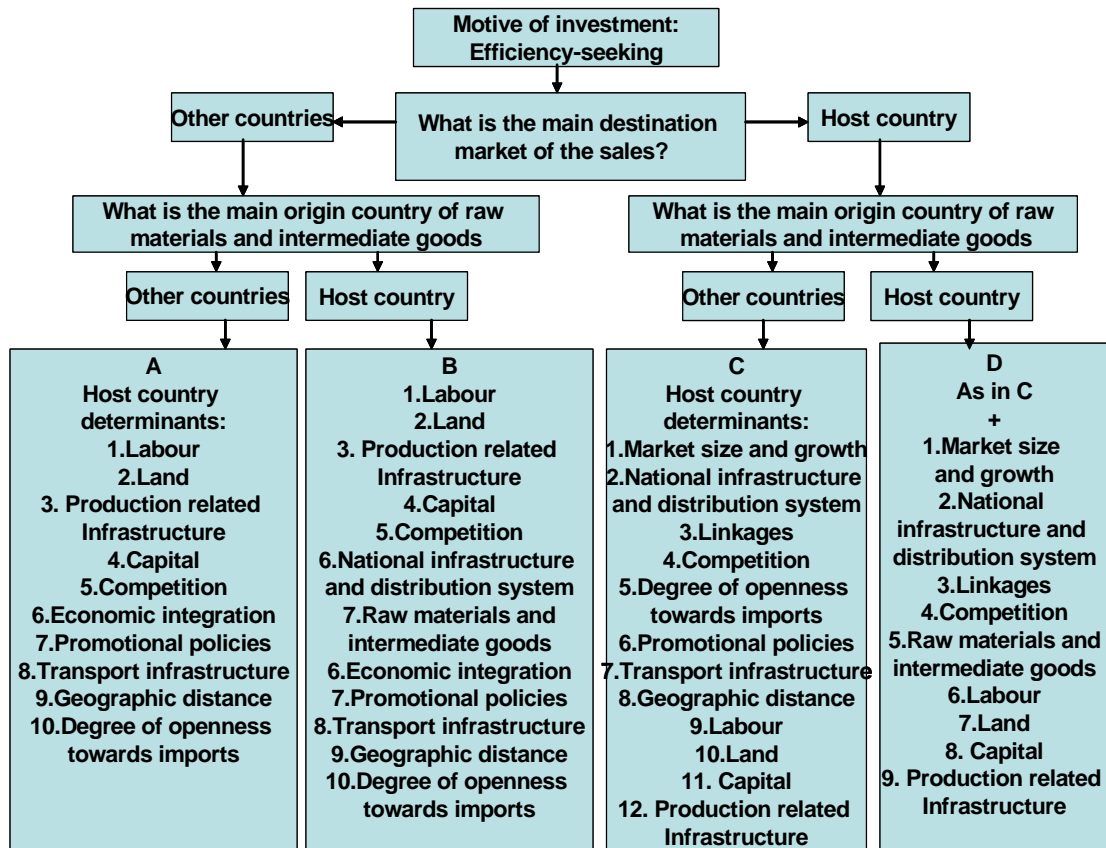 Motive of investment:
Efficiency-seeking
Other countries
What is the main destination
market of the sales?
Host country
What is the main origin country of raw
materials and intermediate goods
What is the main origin country of raw
materials and intermediate goods
Other countries
Host country
Other countries
Host country
A
Host country
determinants:
1.Labour
2.Land
3. Production related
Infrastructure
4.Capital
5.Competition
6.Economic integration
7.Promotional policies
8.Transport infrastructure
9.Geographic distance
10.Degree of openness
towards imports
B
1.Labour
2.Land
3. Production related
Infrastructure
4.Capital
5.Competition
6.National infrastructure
and distribution system
7.Raw materials and
intermediate goods
6.Economic integration
7.Promotional policies
8.Transport infrastructure
9.Geographic distance
10.Degree of openness
towards imports
C
Host country
determinants:
1.Market size and growth
2.National infrastructure
and distribution system
3.Linkages
4.Competition
5.Degree of openness
towards imports
6.Promotional policies
7.Transport infrastructure
8.Geographic distance
9.Labour
10.Land
11. Capital
12. Production related
Infrastructure
D
As in C
+
1.Market size
and growth
2.National
infrastructure and
distribution system
3.Linkages
4.Competition
5.Raw materials and
intermediate goods
6.Labour
7.Land
8. Capital
9. Production related
Infrastructure